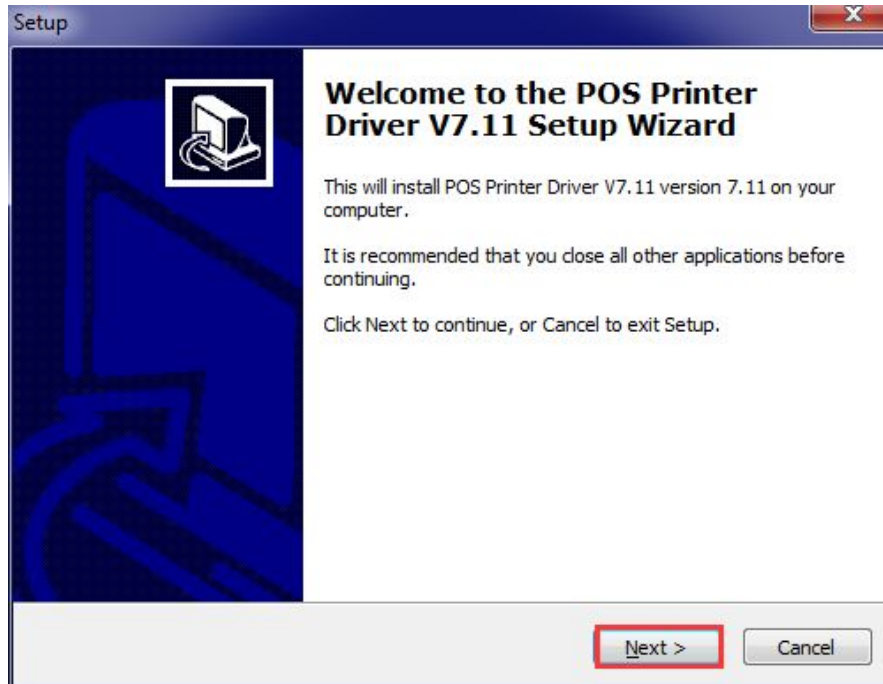 Setup
Welcome to the POS Printer
Driver V7.11 Setup Wizard
This will install POS Printer Driver V7.11 version 7.11 on your
computer.
It is recommended that you close all other applications before
continuing.
Click Next to continue, or Cancel to exit Setup.
Next >
Cancel